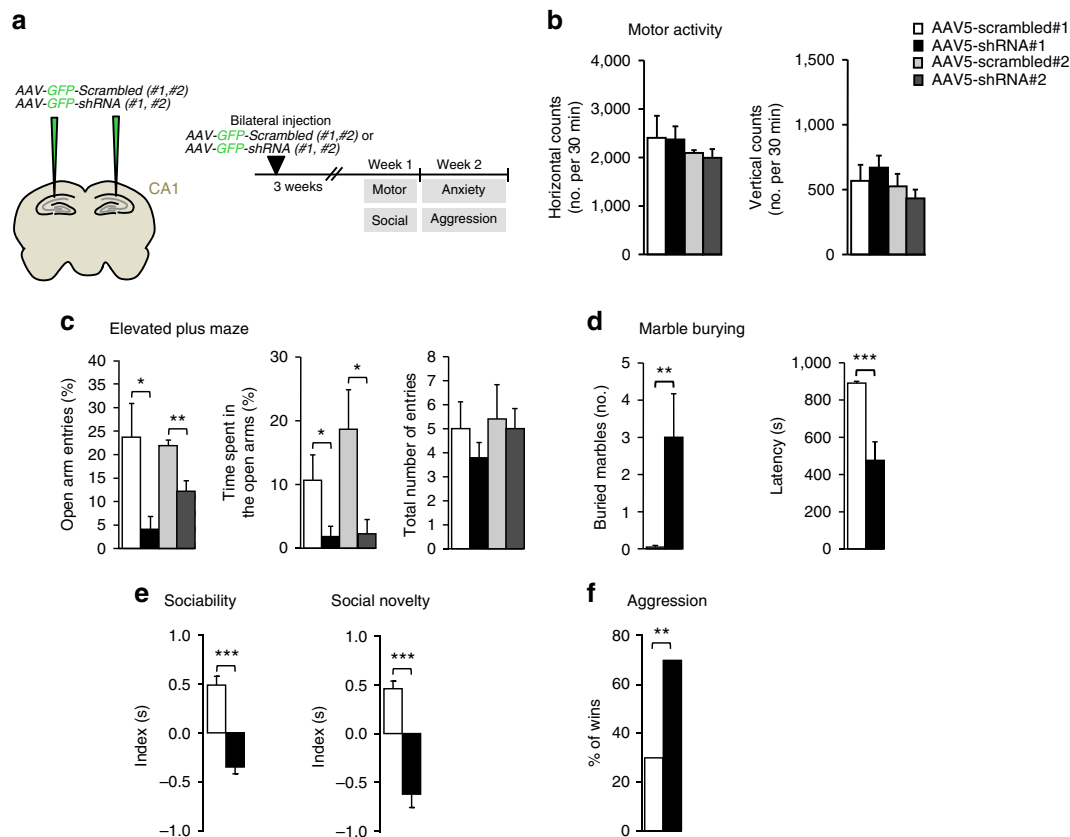 a
AAV-GFP-Scrambled (#1,#2)
AAV-GFP-shRNA (#1, #2)
CA1
Bilateral injection
AAV-GFP-Scrambled (#1,#2) or
AAV-GFP-shRNA (#1, #2)
3 weeks
Week 1 Week 2
Motor Anxiety
Social Aggression
b
Motor activity
AAV5-scrambled#1
AAV5-shRNA#1
AAV5-scrambled#2
AAV5-shRNA#2
Horizontal counts
(no. per 30 min)
4,000
3,000
2,000
1,000
0
Vertical counts
(no. per 30 min)
1,500
1,000
500
0
c
Elevated plus maze
Open arm entries (%)
40
35
30
25
20
15
10
5
0
*
**
Time spent in
the open arms (%)
30
20
10
0
*
*
Total number of entries
8
7
6
5
4
3
2
1
0
d
Marble burying
Buried marbles (no.)
5
4
3
2
1
0
**
Latency (s)
1,000
800
600
400
200
0
***
e
Sociability
Index (s)
1.0
0.5
0.0
–0.5
–1.0
***
Social novelty
Index (s)
1.0
0.5
0.0
–0.5
–1.0
***
f
Aggression
% of wins
80
60
40
20
0
**